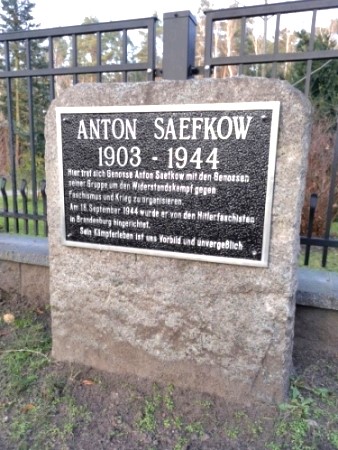 ANTON SAEFKOW
1903 - 1944
Hier traf sich Genosse Anton Saefkow mit den Genossen
seiner Gruppe um den Widerstandskampf gegen
Faschismus und Krieg zu organisieren.
Am 18. September 1944 wurde er von den Hitlerfaschisten
in Brandenburg hingerichtet.
Sein Kämpferleben ist uns Vorbild und unvergeßlich